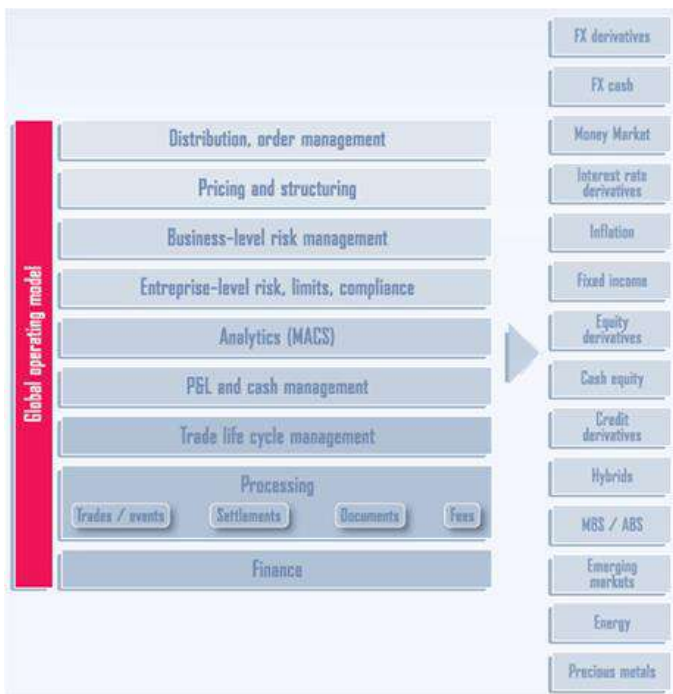 Global operating model
Distribution, order management
Pricing and structuring
Business-level risk management
Entreprise-level risk, limits, compliance
Analytics (MACS)
P&L and cash management
Trade life cycle management
Processing
Trades / events
Settlements
Documents
Fees
Finance
FX derivatives
FX cash
Money Market
Interest rate
derivatives
Inflation
Fixed income
Equity
derivatives
Cash equity
Credit
derivatives
Hybrids
MBS / ABS
Emerging
markets
Energy
Precious metals